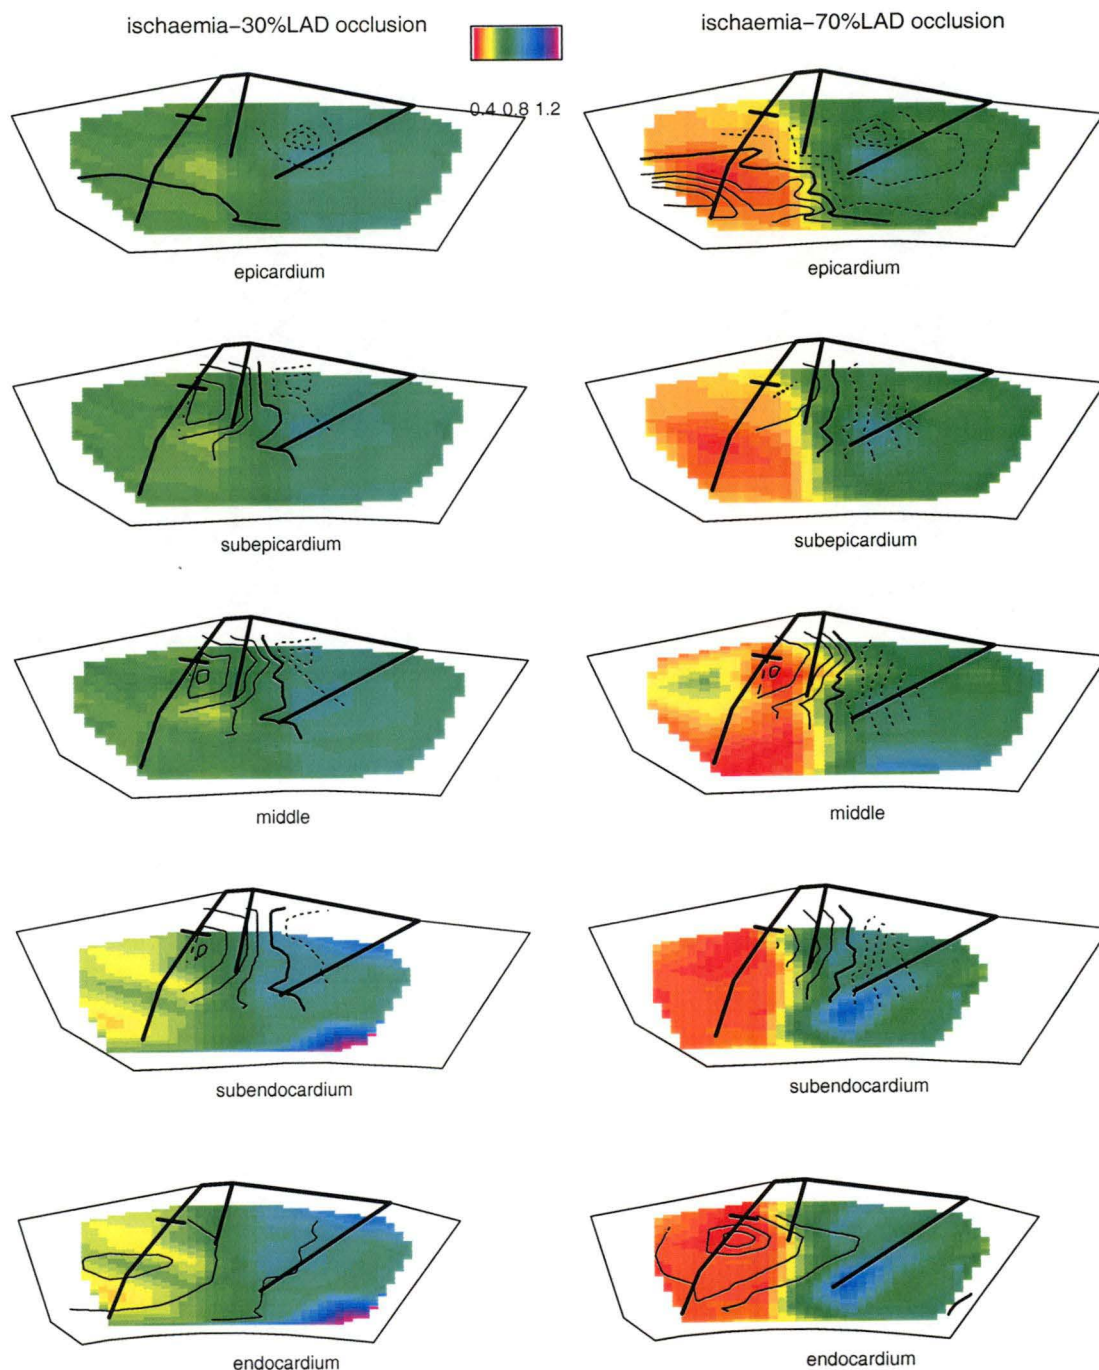 ischaemia-30%LAD occlusion
ischaemia-70%LAD occlusion
0.4 0.8 1.2
epicardium
epicardium
subepicardium
subepicardium
middle
middle
subendocardium
subendocardium
endocardium
endocardium